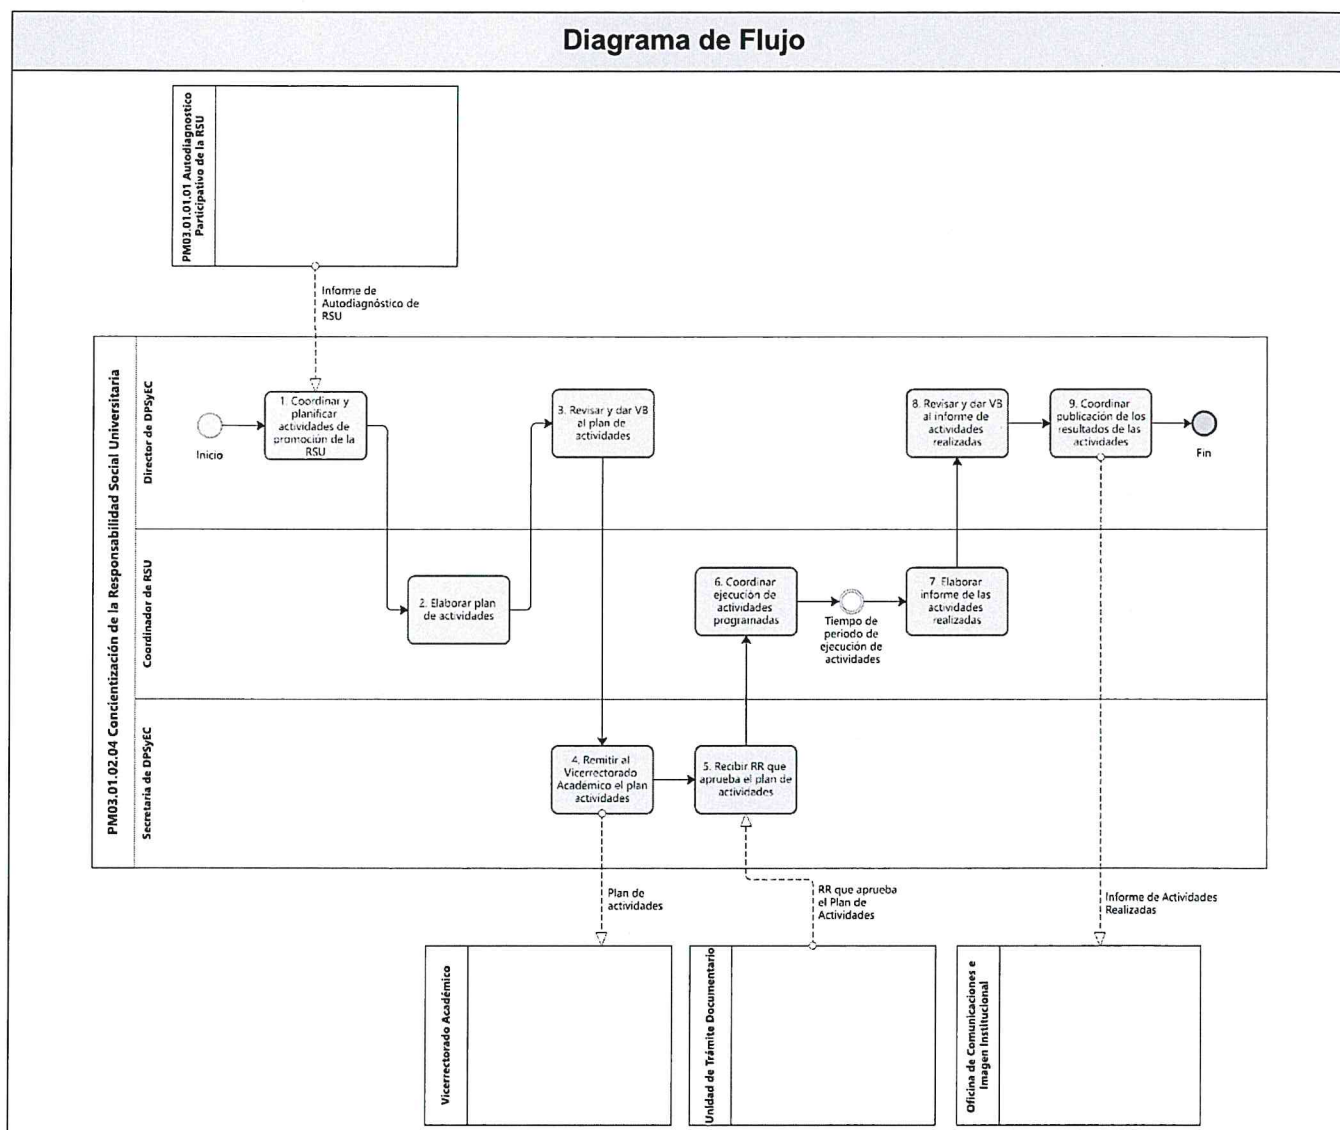 Diagrama de Flujo
PM03.01.01.01 Autodiagnostico
Participativo de la RSU
Informe de
Autodiagnóstico de
RSU
PM03.01.02.04 Concientización de la Responsabilidad Social Universitaria
Director de DPSyEC
Inicio
1. Coordinar y
planificar
actividades de
promoción de la
RSU
3. Revisar y dar VB
al plan de
actividades
8. Revisar y dar VB
al informe de
actividades
realizadas
9. Coordinar
publicación de los
resultados de las
actividades
Fin
Coordinador de RSU
2. Elaborar plan
de actividades
6. Coordinar
ejecución de
actividades
programadas
Tiempo de
periodo de
ejecución de
actividades
7. Elaborar
informe de las
actividades
realizadas
Secretaria de DPSyEC
4. Remitir al
Vicerrectorado
Académico el plan
actividades
5. Recibir RR que
aprueba el plan de
actividades
Plan de
actividades
RR que aprueba
el Plan de
Actividades
Informe de Actividades
Realizadas
Vicerrectorado Académico
Unidad de Trámite Documentario
Oficina de Comunicaciones e
Imagen Institucional